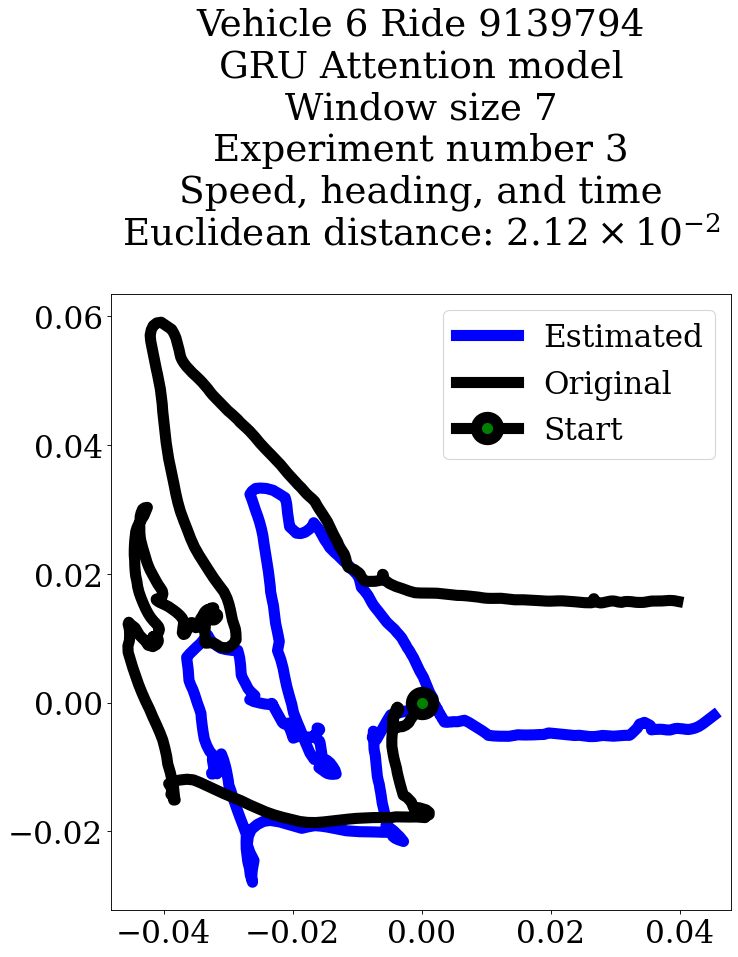 Vehicle 6 Ride 9139794
GRU Attention model
Window size 7
Experiment number 3
Speed, heading, and time
Euclidean distance: 2.12 × 10⁻²
Estimated
Original
Start
0.06
0.04
0.02
0.00
−0.02
−0.04 −0.02 0.00 0.02 0.04